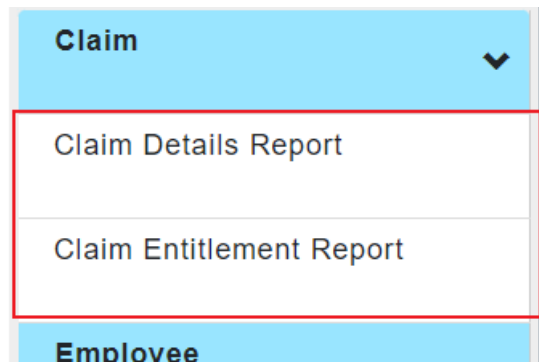 Claim
Claim Details Report
Claim Entitlement Report
Employee